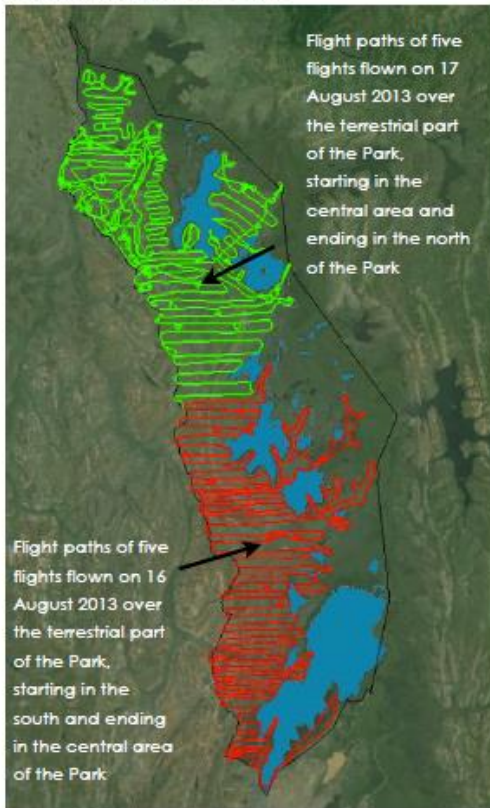 Flight paths of five
flights flown on 17
August 2013 over
the terrestrial part
of the Park,
starting in the
central area and
ending in the north
of the Park
Flight paths of five
flights flown on 16
August 2013 over
the terrestrial part
of the Park,
starting in the
south and ending
in the central area
of the Park